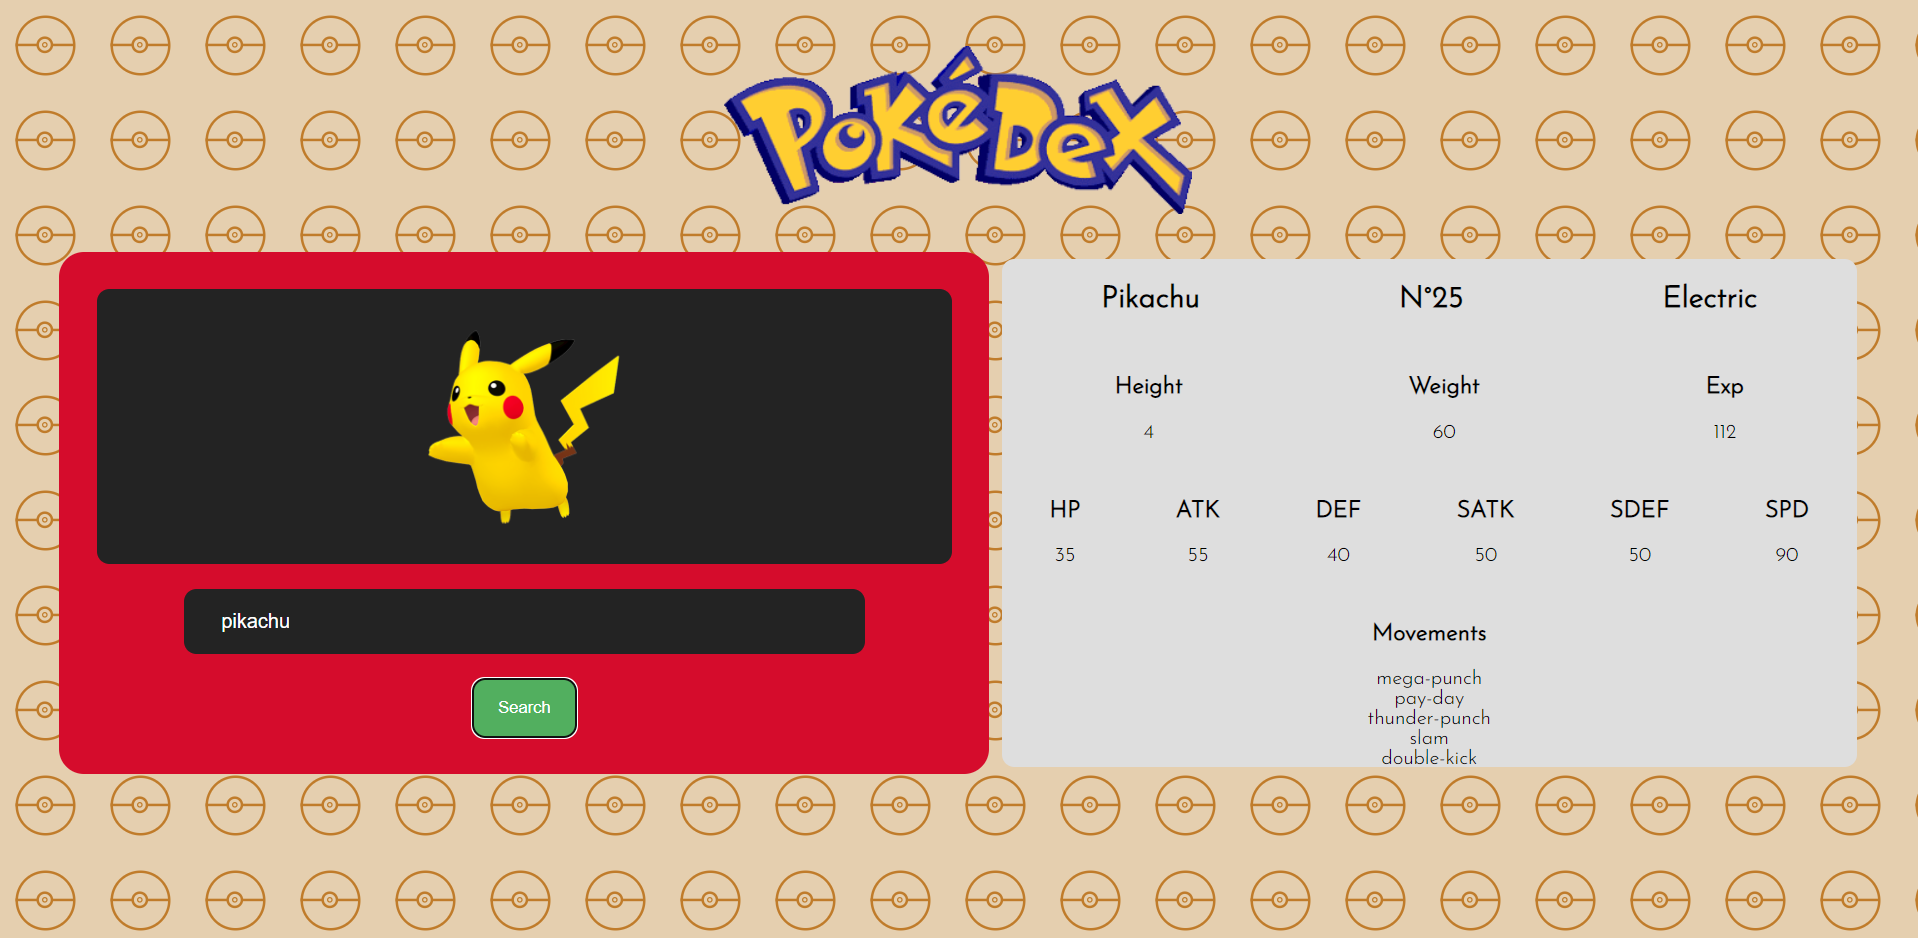 PokéDex
pikachu
Search
Pikachu N°25 Electric
Height Weight Exp
4 60 112
HP ATK DEF SATK SDEF SPD
35 55 40 50 50 90
Movements
mega-punch
pay-day
thunder-punch
slam
double-kick